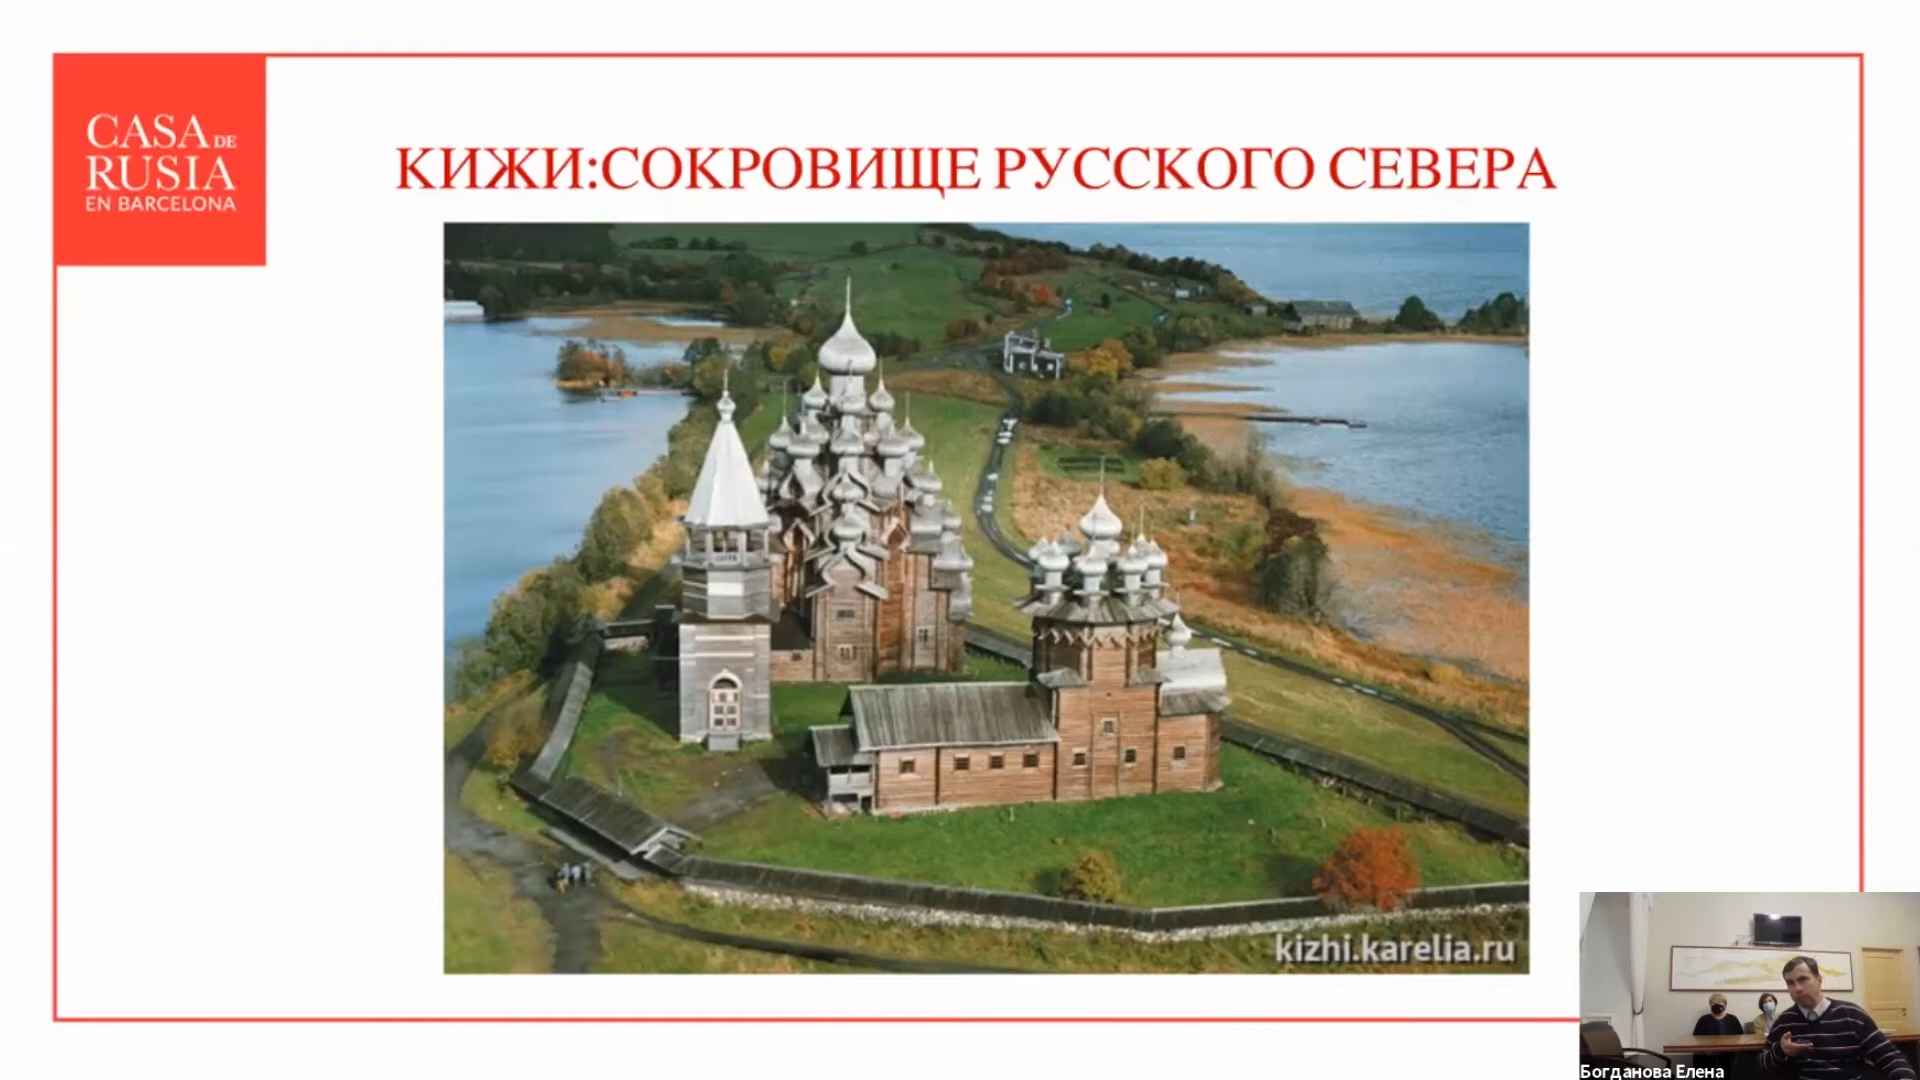 CASA DE
RUSIA
EN BARCELONA
КИЖИ:СОКРОВИЩЕ РУССКОГО СЕВЕРА
kizhi.karelia.ru
Богданова Елена